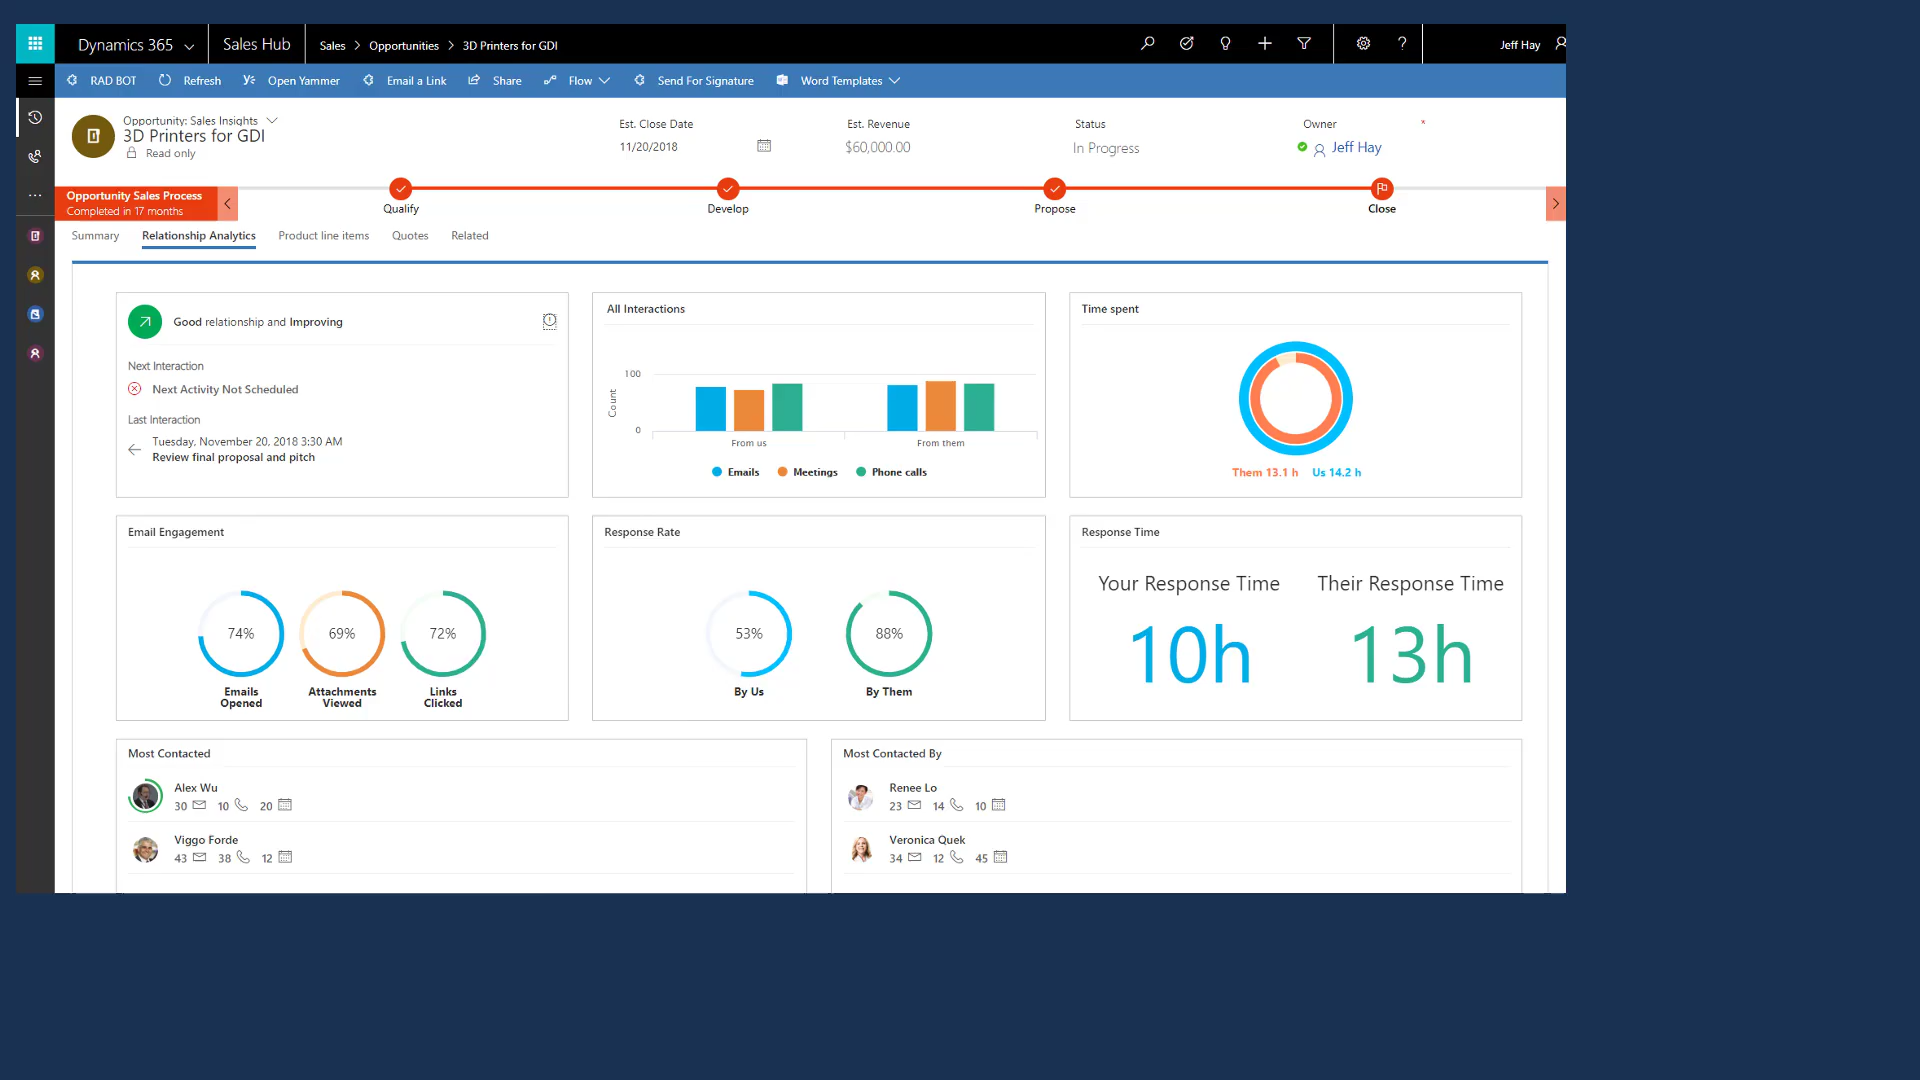 Dynamics 365
Sales Hub
Sales > Opportunities > 3D Printers for GDI
?
Jeff Hay
RAD BOT
Refresh
Open Yammer
Email a Link
Share
Flow
Send For Signature
Word Templates
Opportunity: Sales Insights
3D Printers for GDI
Read only
Est. Close Date
11/20/2018
Est. Revenue
$60,000.00
Status
In Progress
Owner
*
Jeff Hay
Opportunity Sales Process
Completed in 17 months
Qualify
Develop
Propose
Close
Summary
Relationship Analytics
Product line items
Quotes
Related
Good relationship and Improving
Next Interaction
Next Activity Not Scheduled
Last Interaction
Tuesday, November 20, 2018 3:30 AM
Review final proposal and pitch
All Interactions
100
Count
0
From us
From them
Emails
Meetings
Phone calls
Time spent
Them 13.1 h
Us 14.2 h
Email Engagement
74%
69%
72%
Emails
Opened
Attachments
Viewed
Links
Clicked
Response Rate
53%
88%
By Us
By Them
Response Time
Your Response Time
Their Response Time
10h
13h
Most Contacted
Alex Wu
30
10
20
Viggo Forde
43
38
12
Most Contacted By
Renee Lo
23
14
10
Veronica Quek
34
12
45